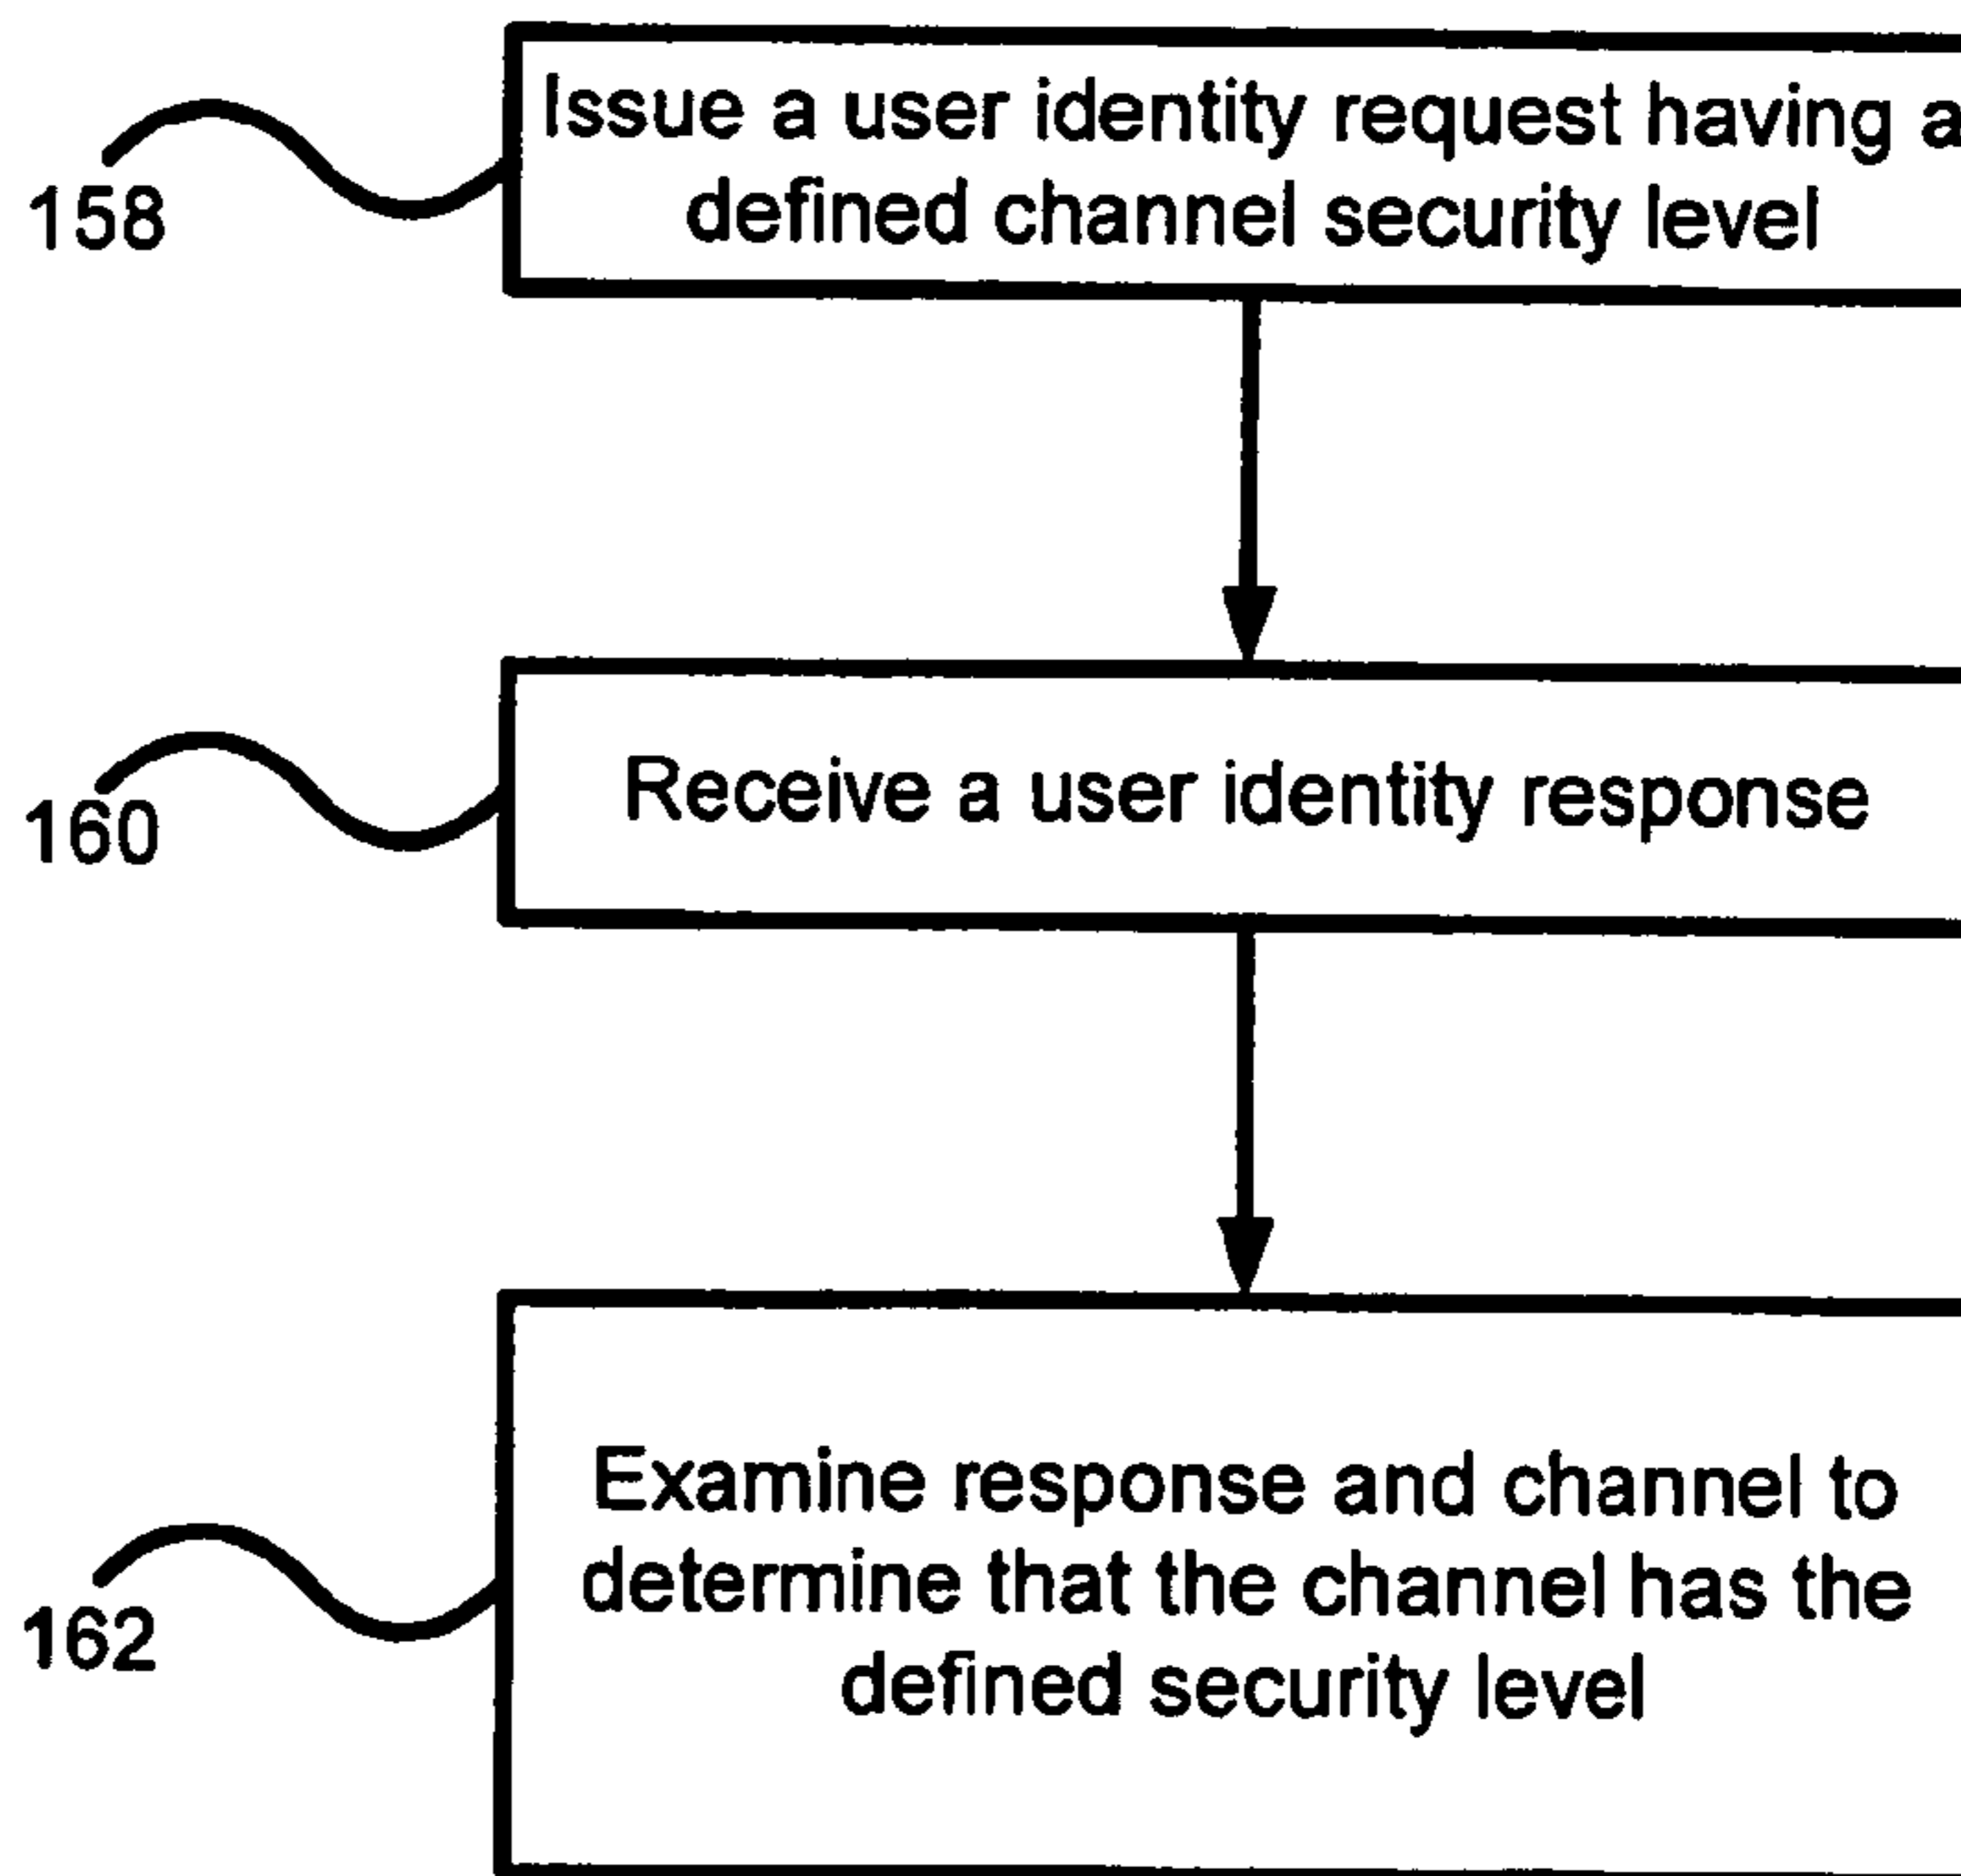 Issue a user identity request having a
defined channel security level
158
Receive a user identity response
160
Examine response and channel to
determine that the channel has the
defined security level
162